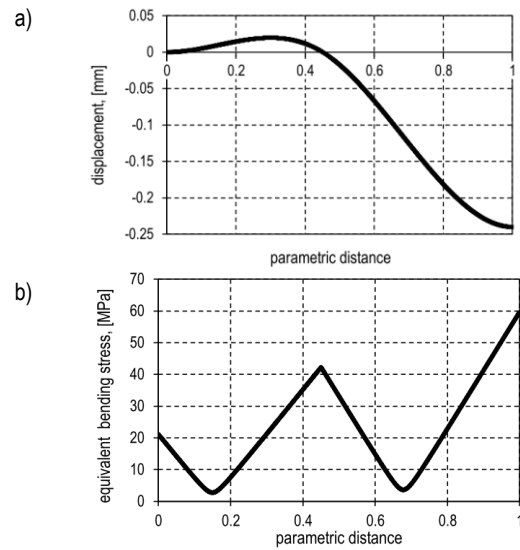 a)
displacement, [mm]
0.05
0
-0.05
-0.1
-0.15
-0.2
-0.25
0 0.2 0.4 0.6 0.8 1
parametric distance
b)
equivalent bending stress, [MPa]
70
60
50
40
30
20
10
0
0 0.2 0.4 0.6 0.8 1
parametric distance